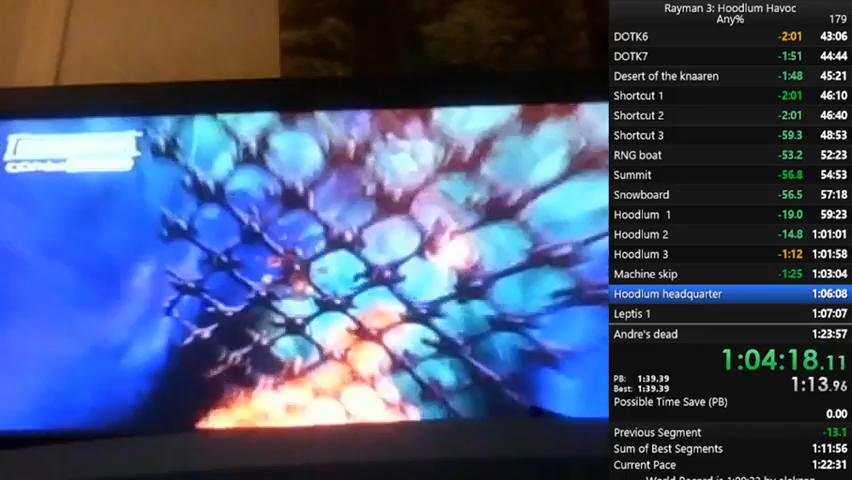 Rayman 3: Hoodlum Havoc
Any% 179
DOTK6 -2:01 43:06
DOTK7 -1:51 44:44
Desert of the knaaren -1:48 45:21
Shortcut 1 -2:01 46:10
Shortcut 2 -2:01 46:40
Shortcut 3 -59.3 48:53
RNG boat -53.2 52:23
Summit -56.8 54:53
Snowboard -56.5 57:18
Hoodlum 1 -19.0 59:23
Hoodlum 2 -14.8 1:01:01
Hoodlum 3 -1:12 1:01:58
Machine skip -1:25 1:03:04
Hoodlum headquarter 1:06:08
Leptis 1 1:07:07
Andre's dead 1:23:57
1:04:18.11
PB: 1:39.39
Best: 1:39.39
1:13.96
Possible Time Save (PB)
0.00
Previous Segment -13.1
Sum of Best Segments 1:11:56
Current Pace 1:22:31
World Record is